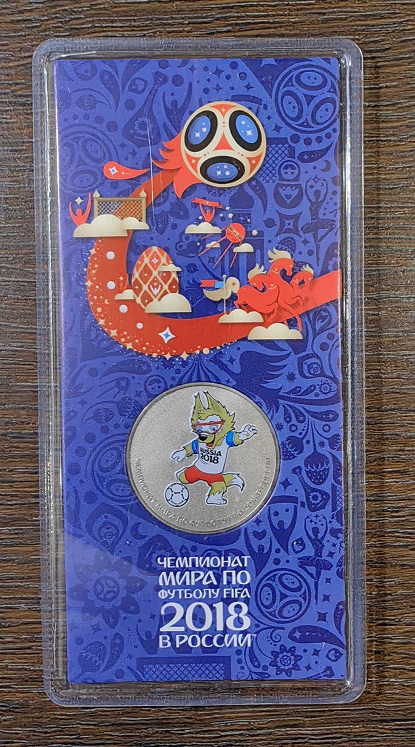 RUSSIA
2018
ЧЕМПИОНАТ
МИРА ПО
ФУТБОЛУ FIFA
2018
В РОССИИ